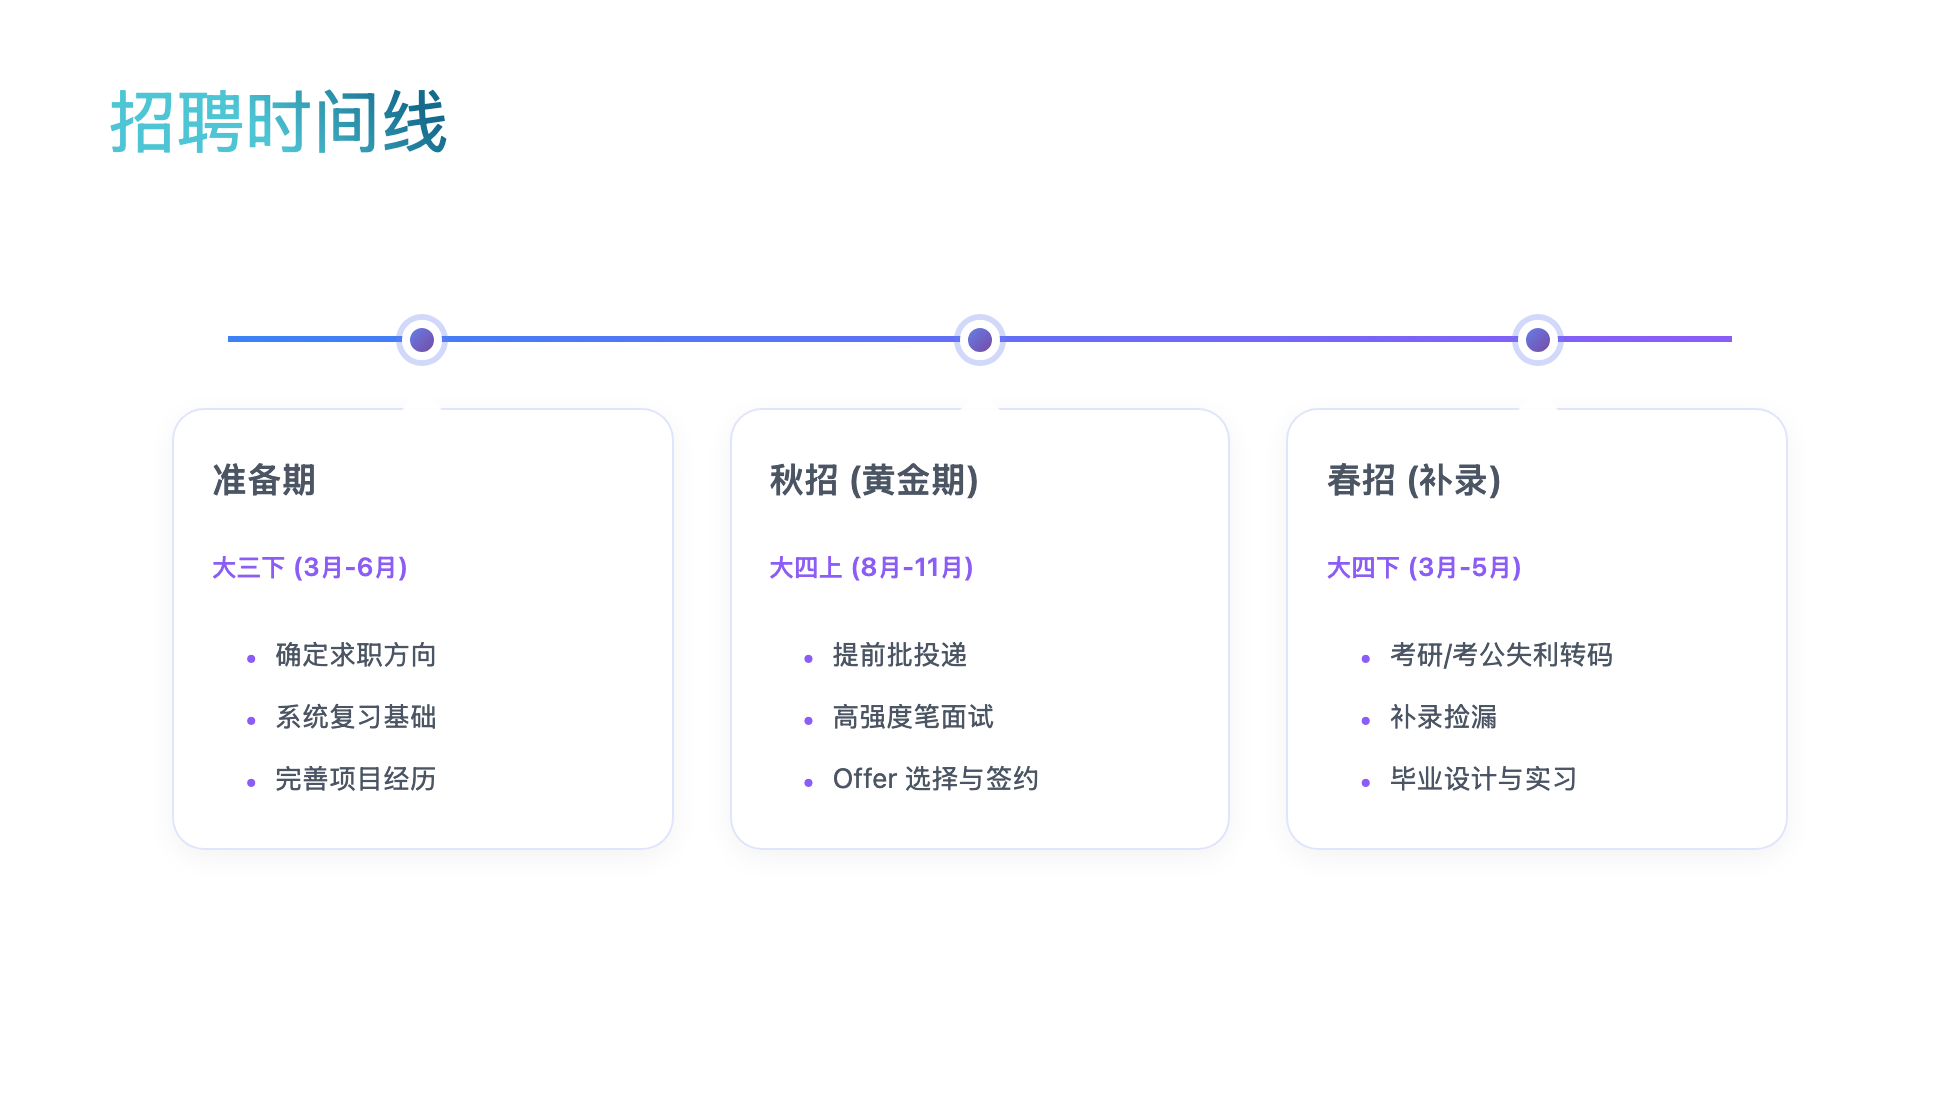 招聘时间线
准备期
大三下 (3月-6月)
确定求职方向
系统复习基础
完善项目经历
秋招 (黄金期)
大四上 (8月-11月)
提前批投递
高强度笔面试
Offer 选择与签约
春招 (补录)
大四下 (3月-5月)
考研/考公失利转码
补录捡漏
毕业设计与实习